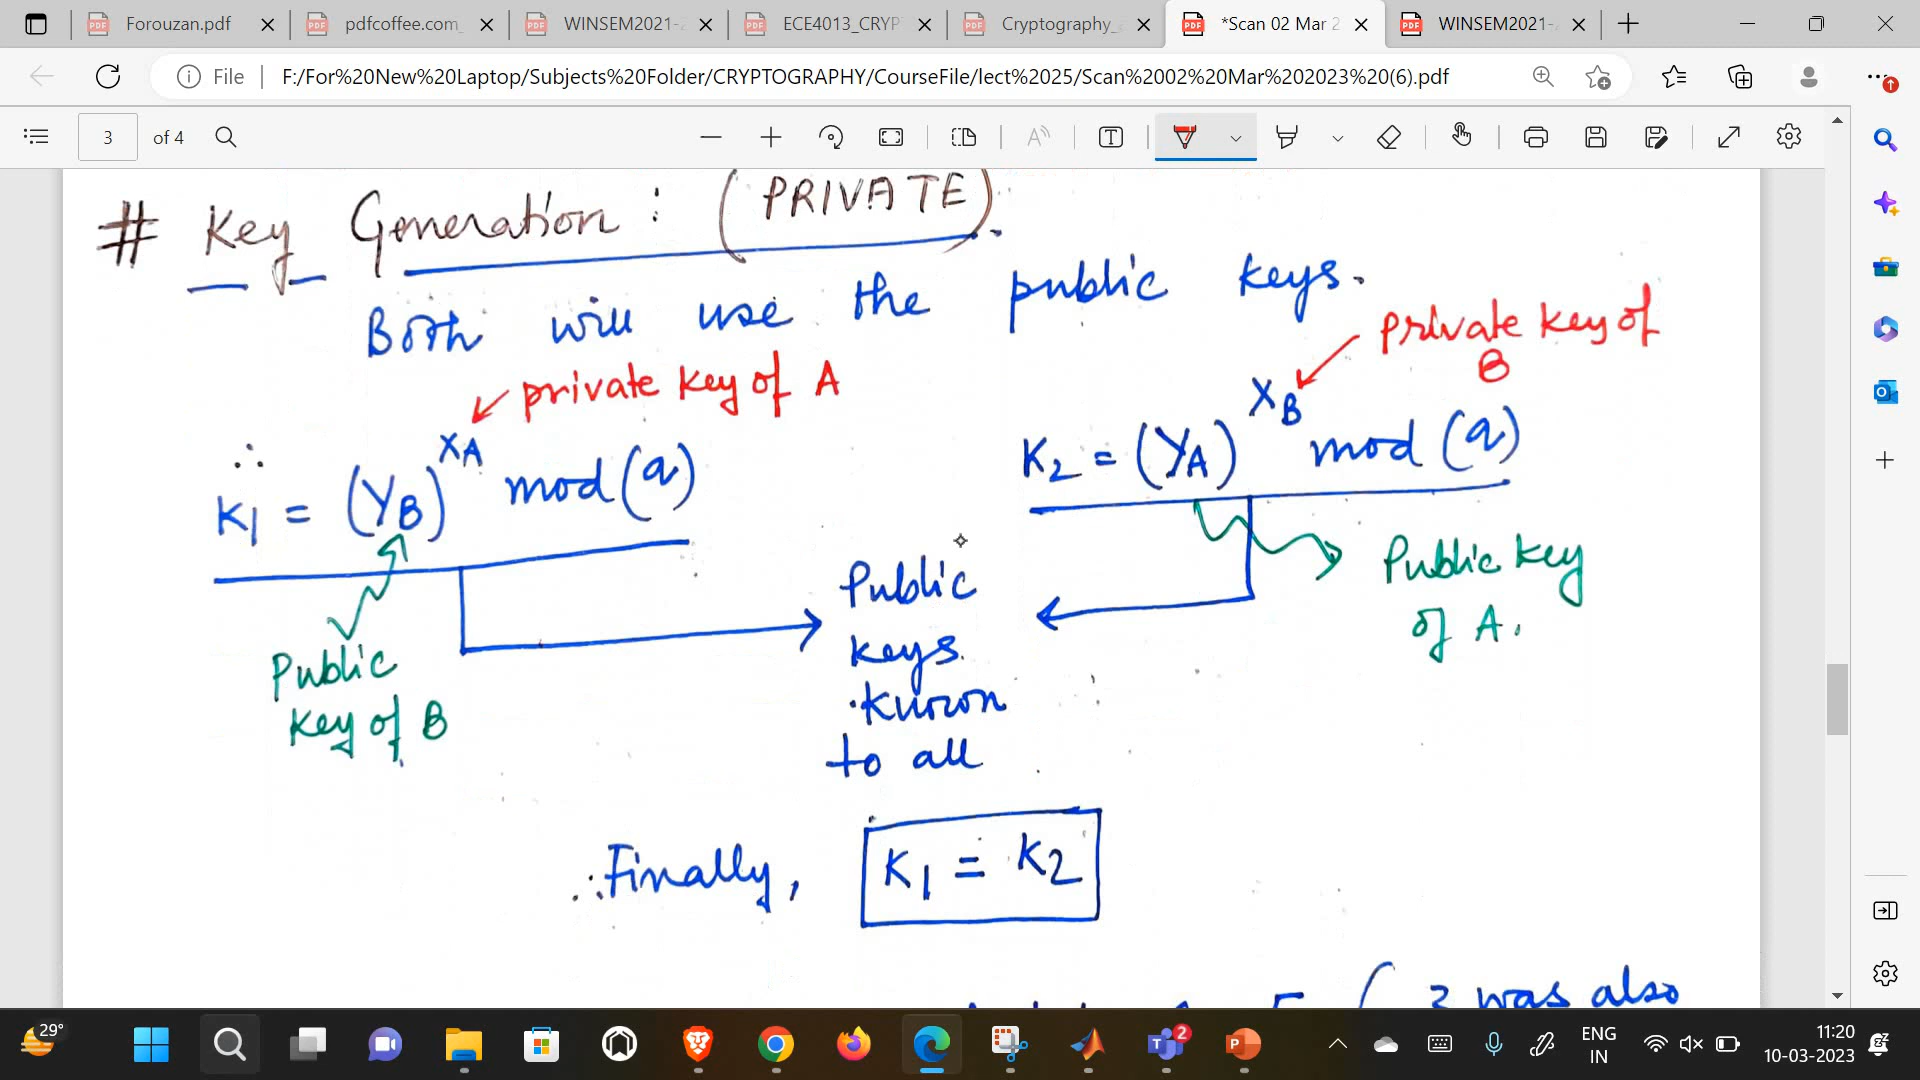 Forouzan.pdf
pdfcoffee.com_
WINSEM2021-
ECE4013_CRYP
Cryptography_
*Scan 02 Mar 2
WINSEM2021-
File
F:/For%20New%20Laptop/Subjects%20Folder/CRYPTOGRAPHY/CourseFile/lect%2025/Scan%2002%20Mar%202023%20(6).pdf
3 of 4
# Key Generation : (PRIVATE).
Both will use the public keys.
private key of A
private key of B
∴ K1 = (YB)^XA mod (q)
K2 = (YA)^XB mod (q)
Public key of B
Public keys. known to all
Public key of A.
∴ Finally, K1 = K2
3 was also
29°
2
ENG
IN
11:20
10-03-2023